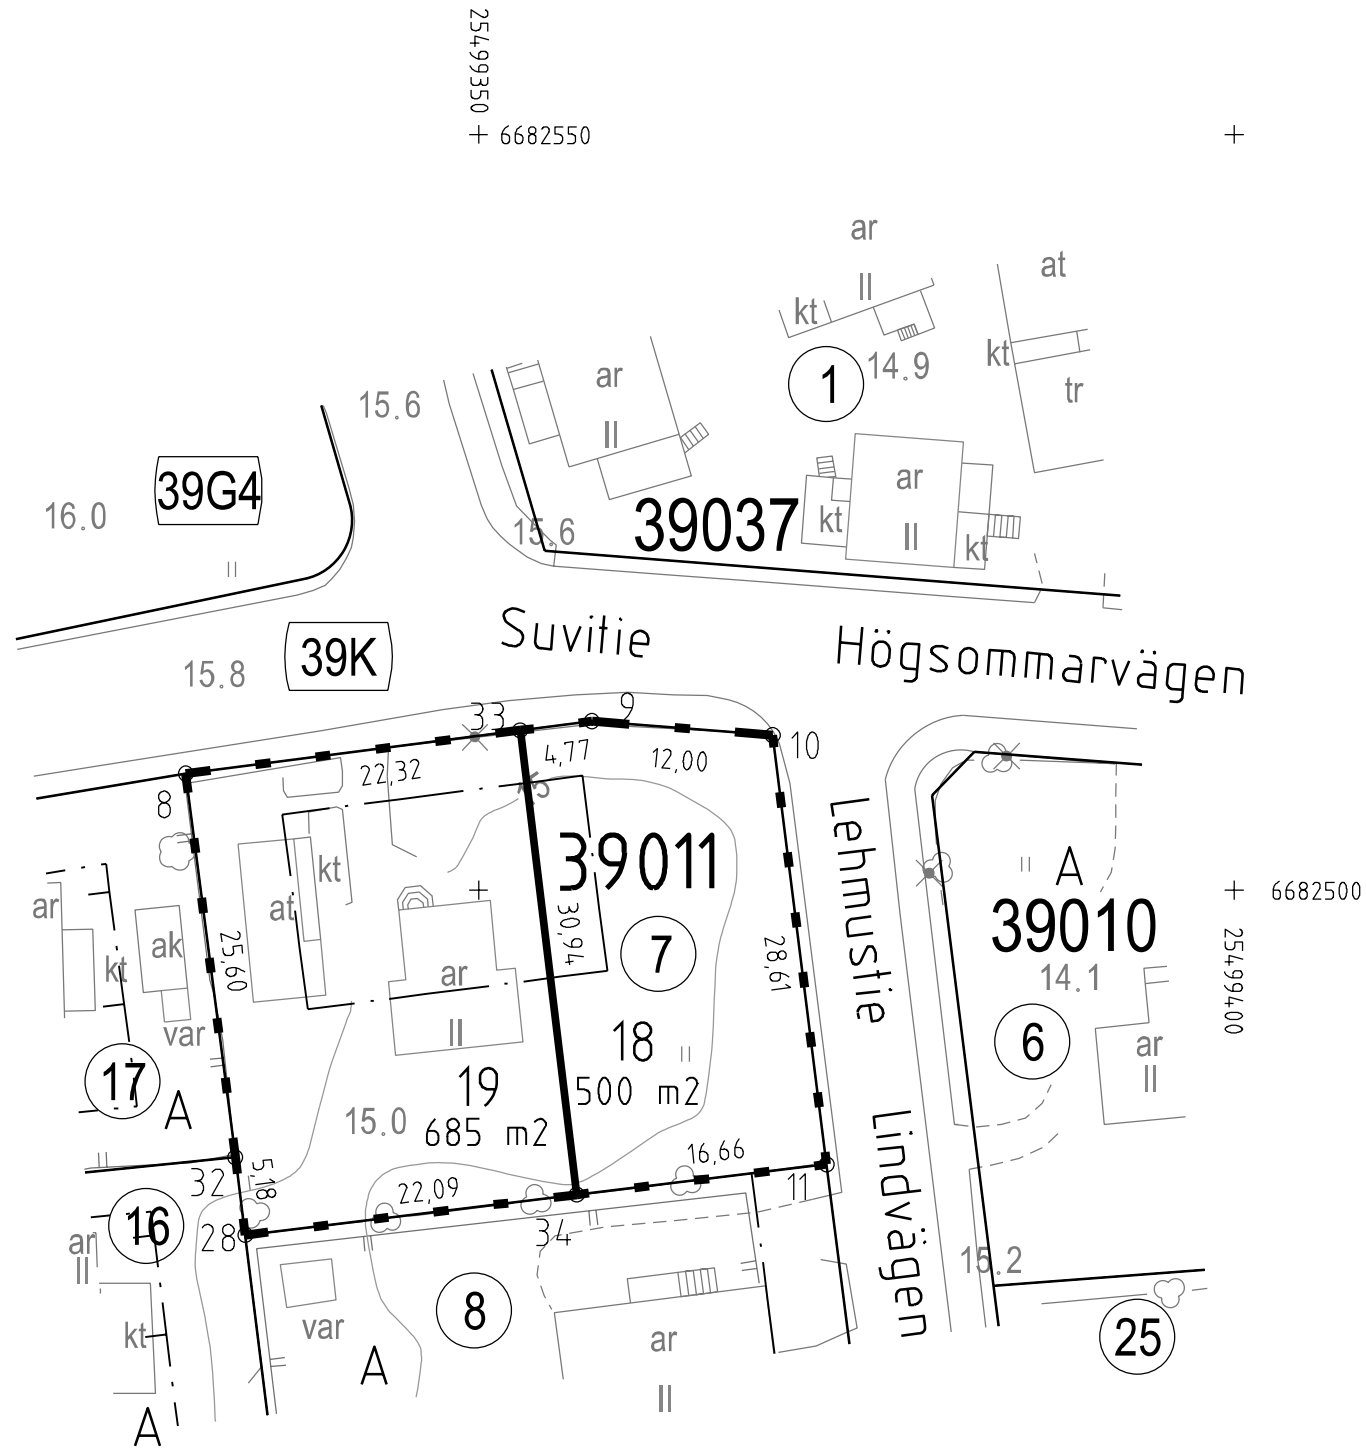 25499350
6682550
ar
II
at
kt
14.9
kt
1
tr
ar
II
15.6
39G4
16.0
15.6
39037
ar
II
kt
kt
Suvitie
Högsommarvägen
39K
15.8
33
9
10
4,77
12,00
22,32
8
15
Lehmustie
39011
A
39010
kt
at
ar
ak
kt
25,60
30,94
28,61
7
6682500
25499400
14.1
ar
II
var
17
A
18
500 m2
6
ar
II
19
685 m2
15.0
Lindvägen
16,66
11
32
5,18
22,09
16
28
34
ar
II
15.2
8
var
kt
A
ar
II
25
A